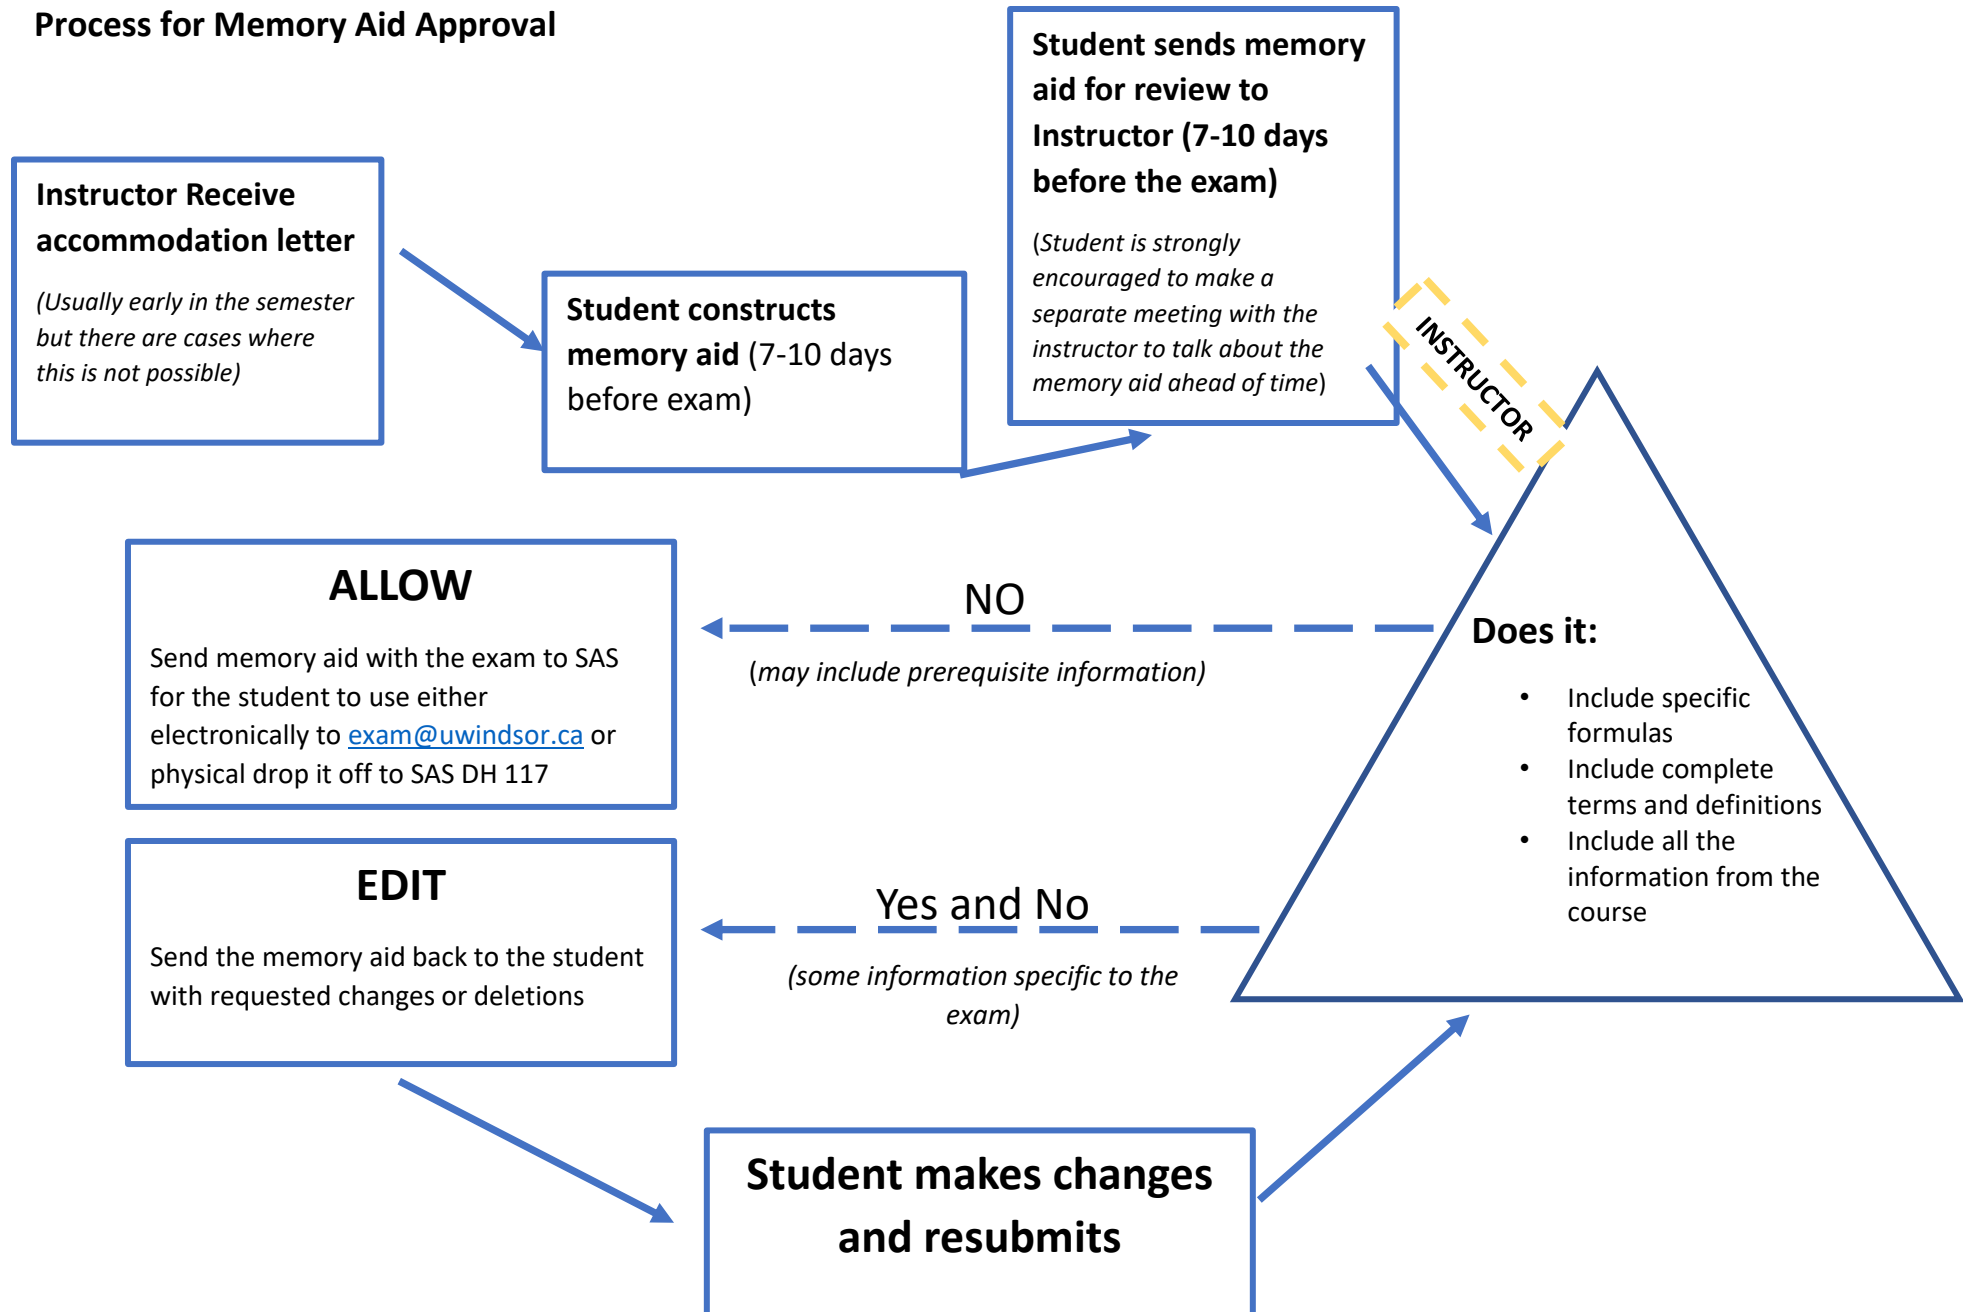 Process for Memory Aid Approval
Instructor Receive
accommodation letter
(Usually early in the semester
but there are cases where
this is not possible)
Student constructs
memory aid (7-10 days
before exam)
Student sends memory
aid for review to
Instructor (7-10 days
before the exam)
(Student is strongly
encouraged to make a
separate meeting with the
instructor to talk about the
memory aid ahead of time)
INSTRUCTOR
Does it:
• Include specific
formulas
• Include complete
terms and definitions
• Include all the
information from the
course
NO
(may include prerequisite information)
ALLOW
Send memory aid with the exam to SAS
for the student to use either
electronically to exam@uwindsor.ca or
physical drop it off to SAS DH 117
Yes and No
(some information specific to the
exam)
EDIT
Send the memory aid back to the student
with requested changes or deletions
Student makes changes
and resubmits